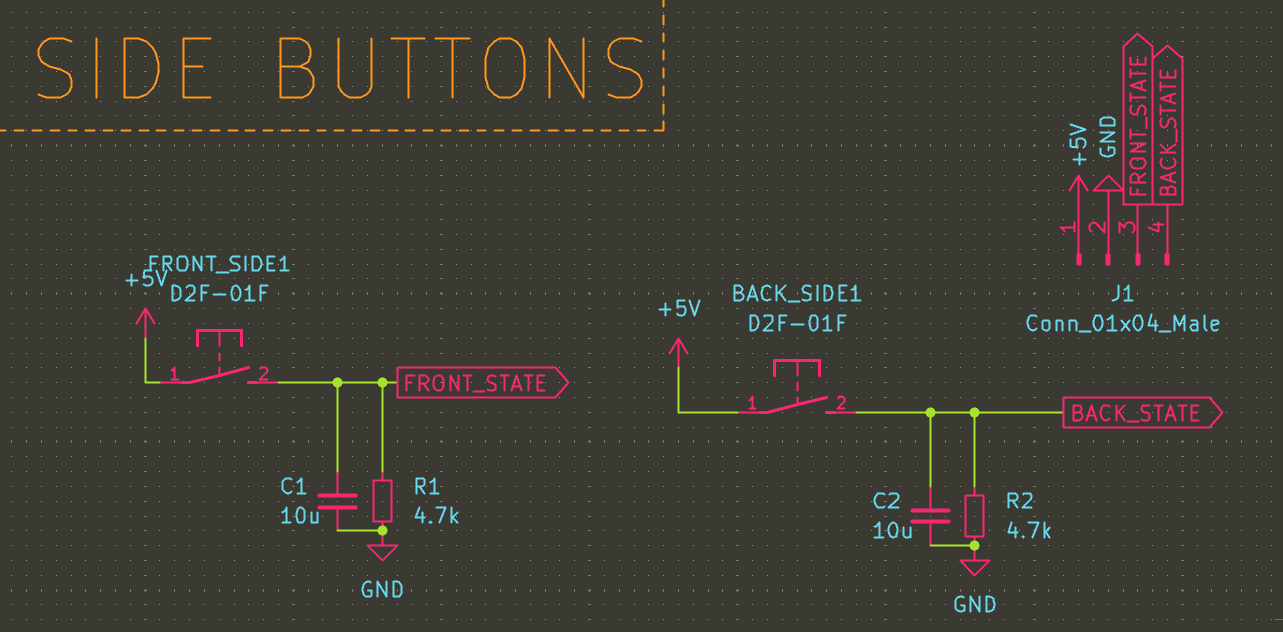 SIDE BUTTONS
+5V
GND
FRONT_STATE
BACK_STATE
1
2
3
4
J1
Conn_01x04_Male
FRONT_SIDE1
+5V
D2F-01F
1
2
FRONT_STATE
C1
10u
R1
4.7k
GND
BACK_SIDE1
+5V
D2F-01F
1
2
BACK_STATE
C2
10u
R2
4.7k
GND